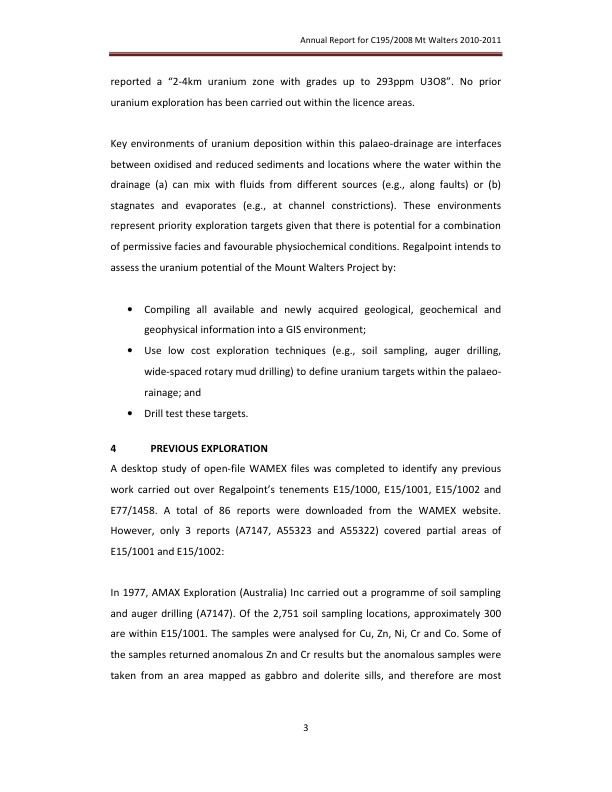 Annual Report for C195/2008 Mt Walters 2010-2011
reported a “2-4km uranium zone with grades up to 293ppm U3O8”. No prior
uranium exploration has been carried out within the licence areas.
Key environments of uranium deposition within this palaeo-drainage are interfaces
between oxidised and reduced sediments and locations where the water within the
drainage (a) can mix with fluids from different sources (e.g., along faults) or (b)
stagnates and evaporates (e.g., at channel constrictions). These environments
represent priority exploration targets given that there is potential for a combination
of permissive facies and favourable physiochemical conditions. Regalpoint intends to
assess the uranium potential of the Mount Walters Project by:
• Compiling all available and newly acquired geological, geochemical and
geophysical information into a GIS environment;
• Use low cost exploration techniques (e.g., soil sampling, auger drilling,
wide-spaced rotary mud drilling) to define uranium targets within the palaeo-
rainage; and
• Drill test these targets.
4 PREVIOUS EXPLORATION
A desktop study of open-file WAMEX files was completed to identify any previous
work carried out over Regalpoint’s tenements E15/1000, E15/1001, E15/1002 and
E77/1458. A total of 86 reports were downloaded from the WAMEX website.
However, only 3 reports (A7147, A55323 and A55322) covered partial areas of
E15/1001 and E15/1002:
In 1977, AMAX Exploration (Australia) Inc carried out a programme of soil sampling
and auger drilling (A7147). Of the 2,751 soil sampling locations, approximately 300
are within E15/1001. The samples were analysed for Cu, Zn, Ni, Cr and Co. Some of
the samples returned anomalous Zn and Cr results but the anomalous samples were
taken from an area mapped as gabbro and dolerite sills, and therefore are most
3